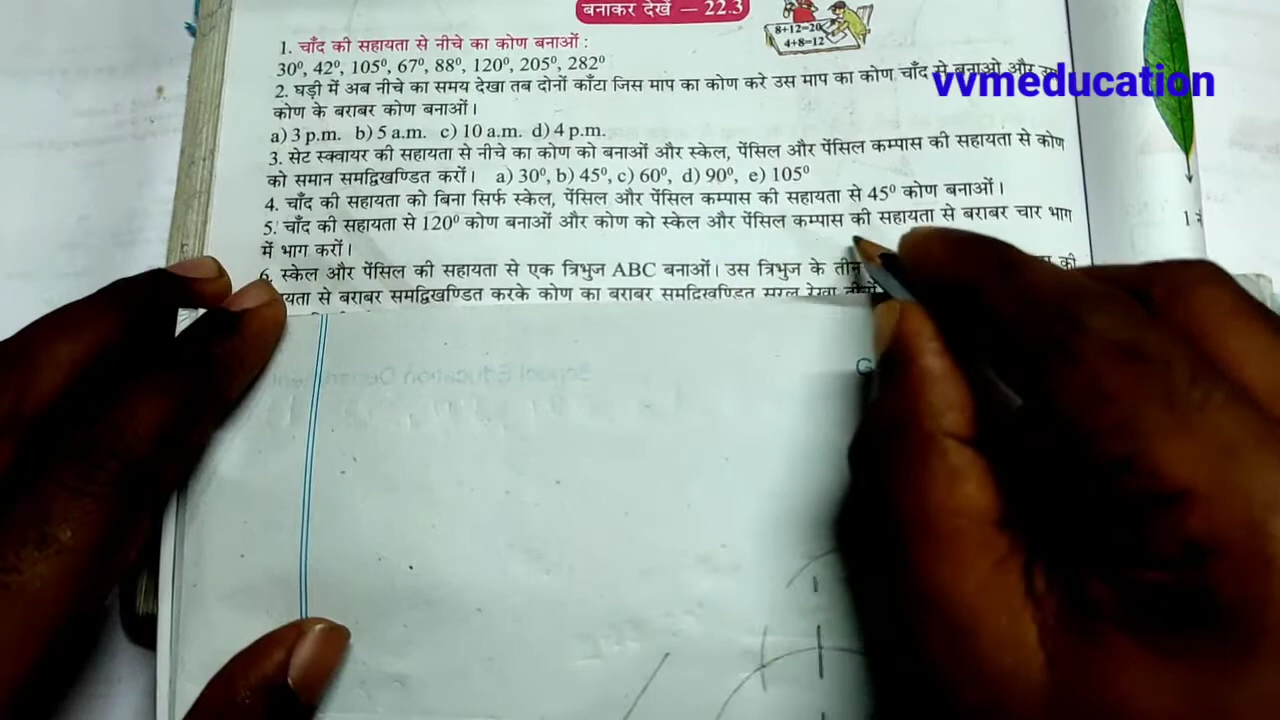 बनाकर देखें – 22.3
8+12=20
4+8=12
1. चाँद की सहायता से नीचे का कोण बनाओं :
30⁰, 42⁰, 105⁰, 67⁰, 88⁰, 120⁰, 205⁰, 282⁰
2. घड़ी में अब नीचे का समय देखा तब दोनों काँटा जिस माप का कोण करे उस माप का कोण चाँद से बनाओं और
vvmeducation
कोण के बराबर कोण बनाओं।
a) 3 p.m. b) 5 a.m. c) 10 a.m. d) 4 p.m.
3. सेट स्क्वायर की सहायता से नीचे का कोण को बनाओं और स्केल, पेंसिल और पेंसिल कम्पास की सहायता से कोण
को समान समद्विखण्डित करों। a) 30⁰, b) 45⁰, c) 60⁰, d) 90⁰, e) 105⁰
4. चाँद की सहायता को बिना सिर्फ स्केल, पेंसिल और पेंसिल कम्पास की सहायता से 45⁰ कोण बनाओं।
5. चाँद की सहायता से 120⁰ कोण बनाओं और कोण को स्केल और पेंसिल कम्पास की सहायता से बराबर चार भाग
में भाग करों।
6. स्केल और पेंसिल की सहायता से एक त्रिभुज ABC बनाओं। उस त्रिभुज के तीन की
से बराबर समद्विखण्डित करके कोण का बराबर समद्विखण्डित सरल रेखा तीनों
1